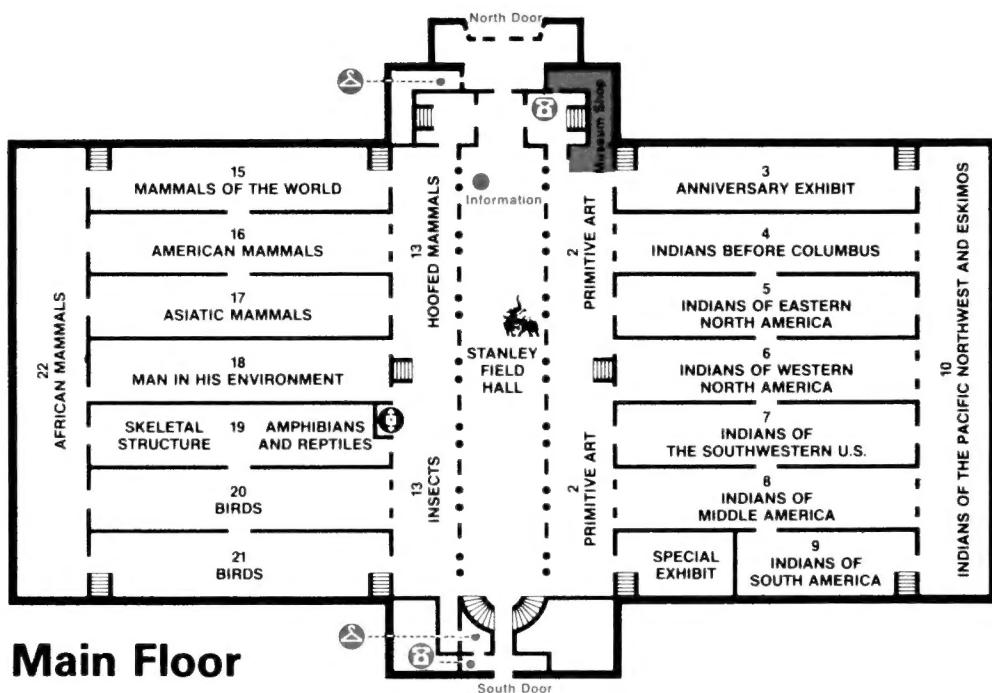 North Door
Museum Shop
Information
15
MAMMALS OF THE WORLD
16
AMERICAN MAMMALS
17
ASIATIC MAMMALS
18
MAN IN HIS ENVIRONMENT
SKELETAL
STRUCTURE
19
AMPHIBIANS
AND REPTILES
20
BIRDS
21
BIRDS
22
AFRICAN MAMMALS
13
HOOFED MAMMALS
13
INSECTS
STANLEY
FIELD
HALL
2
PRIMITIVE ART
2
PRIMITIVE ART
3
ANNIVERSARY EXHIBIT
4
INDIANS BEFORE COLUMBUS
5
INDIANS OF EASTERN
NORTH AMERICA
6
INDIANS OF WESTERN
NORTH AMERICA
7
INDIANS OF
THE SOUTHWESTERN U.S.
8
INDIANS OF
MIDDLE AMERICA
SPECIAL
EXHIBIT
9
INDIANS OF
SOUTH AMERICA
10
INDIANS OF THE PACIFIC NORTHWEST AND ESKIMOS
Main Floor
South Door